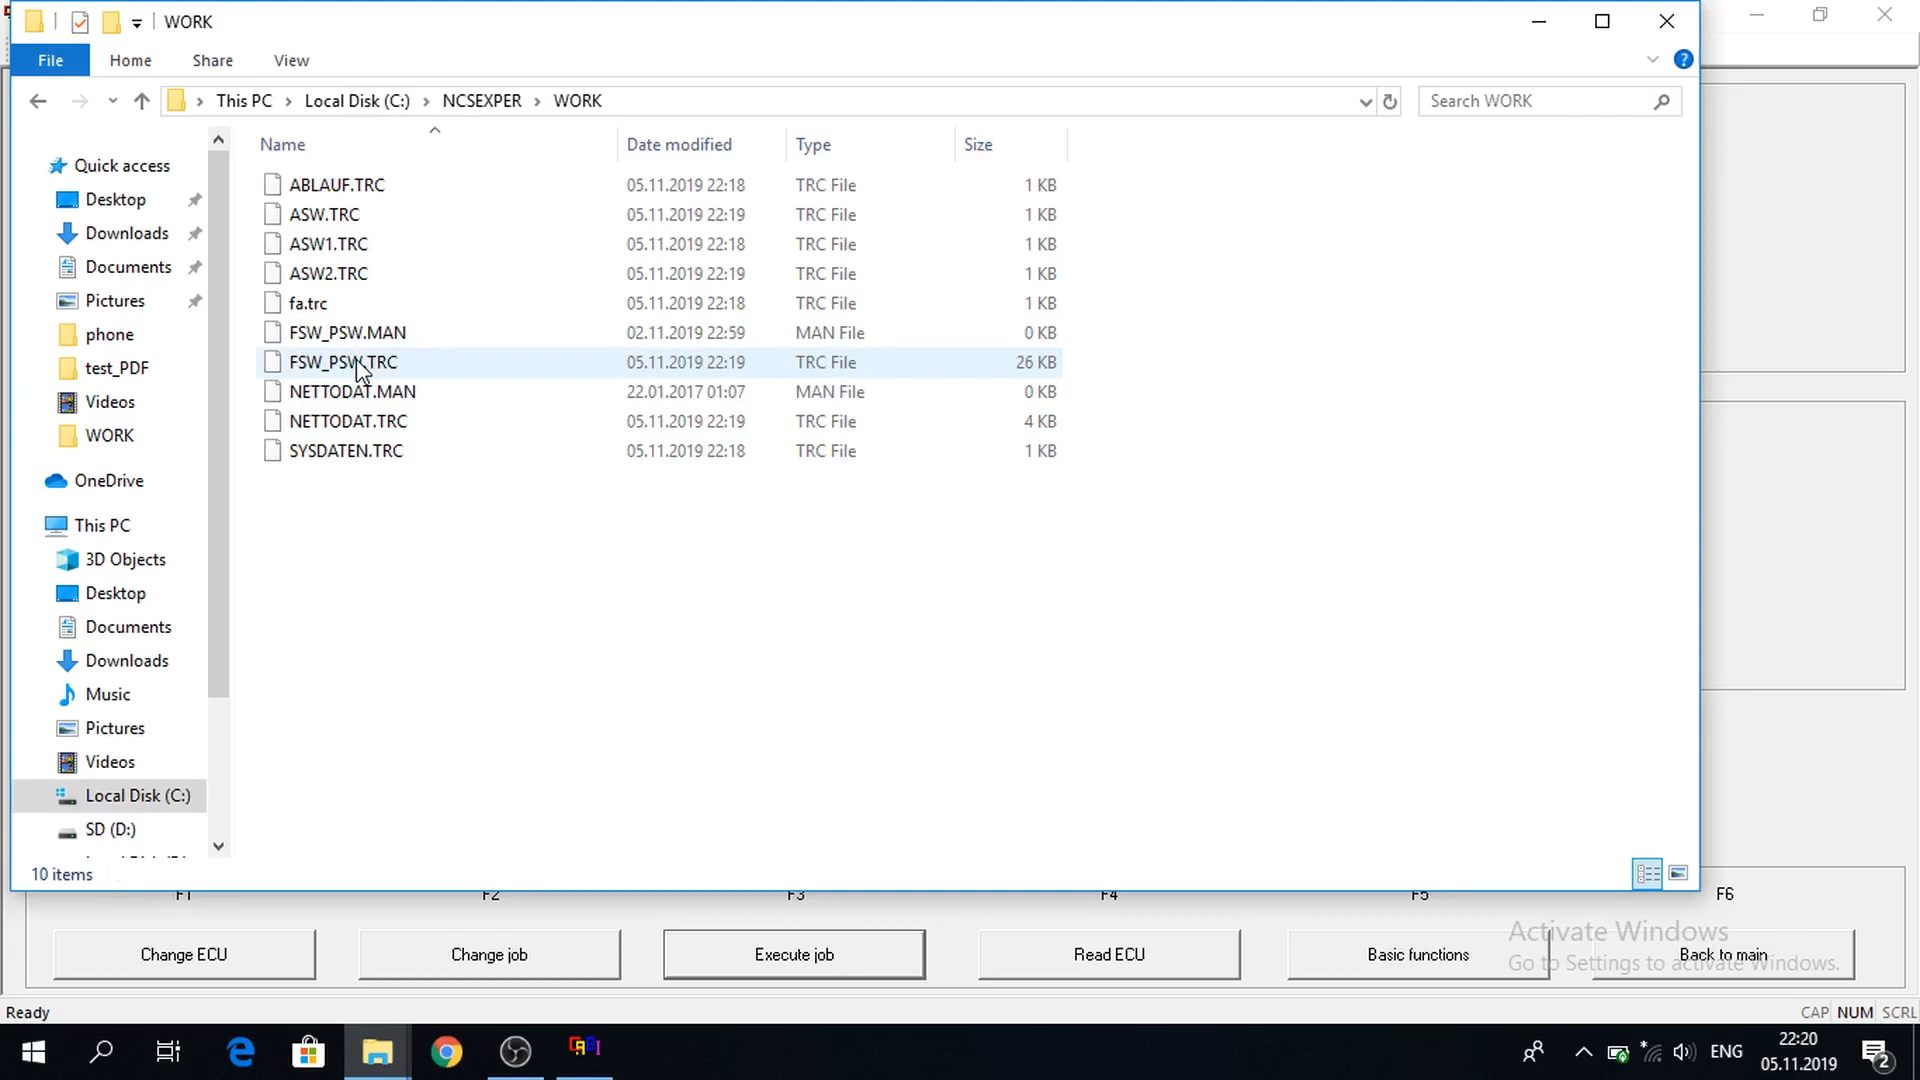 WORK
File Home Share View
This PC Local Disk (C:) NCSEXPER WORK
Search WORK
Name Date modified Type Size
ABLAUF.TRC 05.11.2019 22:18 TRC File 1 KB
ASW.TRC 05.11.2019 22:19 TRC File 1 KB
ASW1.TRC 05.11.2019 22:18 TRC File 1 KB
ASW2.TRC 05.11.2019 22:19 TRC File 1 KB
fa.trc 05.11.2019 22:18 TRC File 1 KB
FSW_PSW.MAN 02.11.2019 22:59 MAN File 0 KB
FSW_PSW.TRC 05.11.2019 22:19 TRC File 26 KB
NETTODAT.MAN 22.01.2017 01:07 MAN File 0 KB
NETTODAT.TRC 05.11.2019 22:19 TRC File 4 KB
SYSDATEN.TRC 05.11.2019 22:18 TRC File 1 KB
Quick access
Desktop
Downloads
Documents
Pictures
phone
test_PDF
Videos
WORK
OneDrive
This PC
3D Objects
Desktop
Documents
Downloads
Music
Pictures
Videos
Local Disk (C:)
SD (D:)
10 items
F1 F2 F3 F4 F5 F6
Change ECU Change job Execute job Read ECU Basic functions Back to main
Activate Windows
Go to Settings to activate Windows.
Ready
CAP NUM SCRL
ENG
22:20
05.11.2019
2